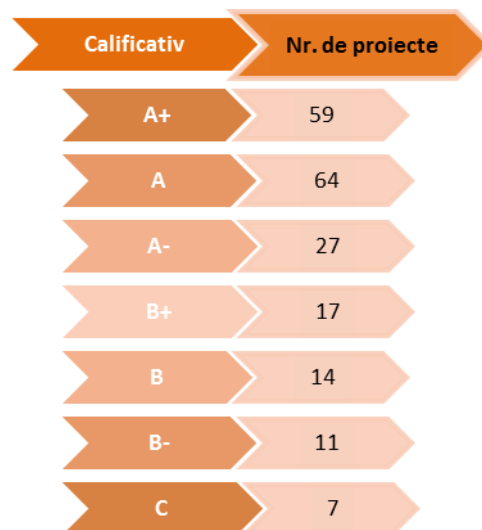 Calificativ Nr. de proiecte
A+ 59
A 64
A- 27
B+ 17
B 14
B- 11
C 7